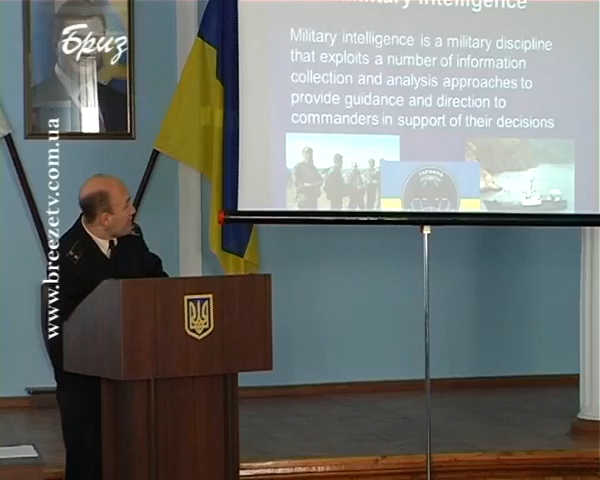 Бриз
Military Intelligence
Military intelligence is a military discipline
that exploits a number of information
collection and analysis approaches to
provide guidance and direction to
commanders in support of their decisions
УКРАЇНА
www.breezetv.com.ua